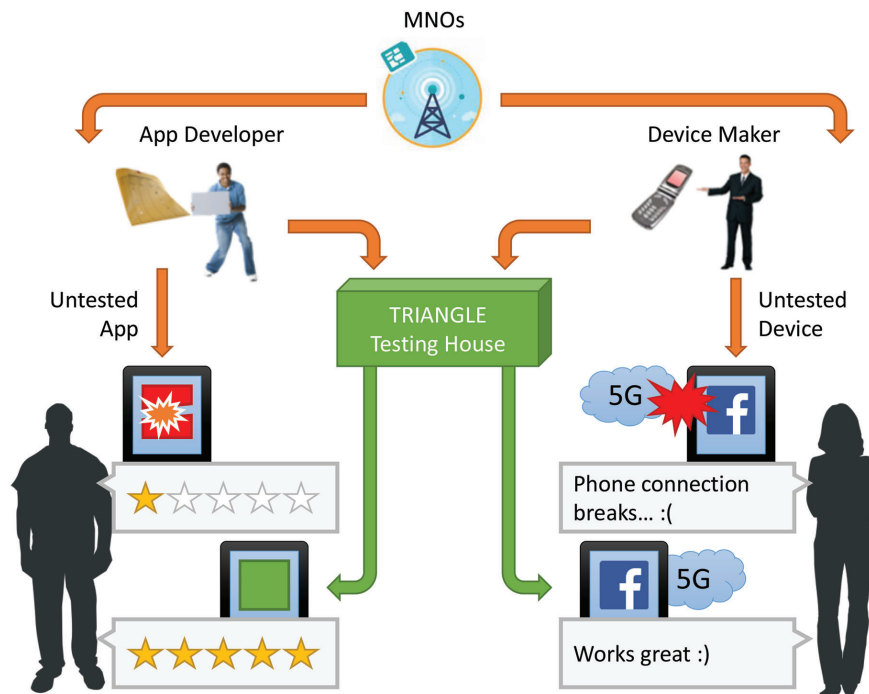 MNOs
App Developer
Device Maker
Untested
App
TRIANGLE
Testing House
Untested
Device
5G
f
Phone connection
breaks... :(
f
5G
Works great :)